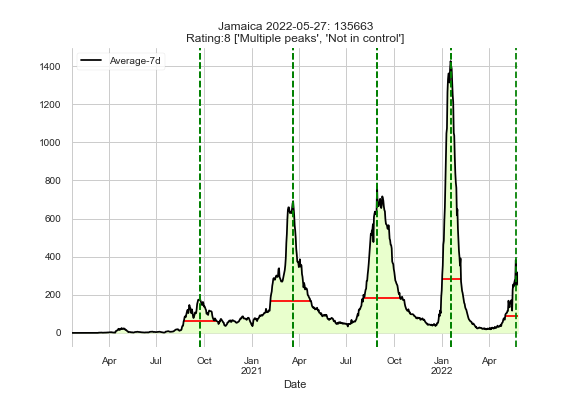 Jamaica 2022-05-27: 135663
Rating:8 ['Multiple peaks', 'Not in control']
Average-7d
1400
1200
1000
800
600
400
200
0
Apr Jul Oct Jan Apr Jul Oct Jan Apr
2021 2022
Date